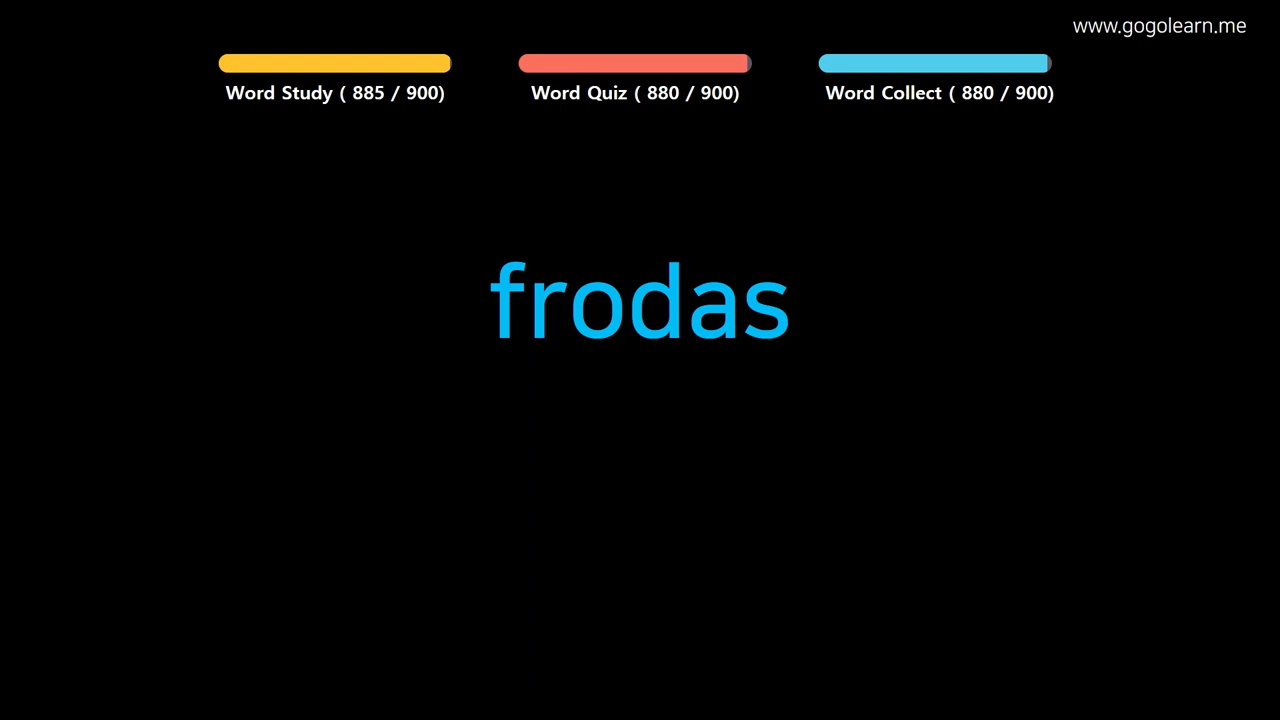 www.gogolearn.me
Word Study ( 885 / 900)
Word Quiz ( 880 / 900)
Word Collect ( 880 / 900)
frodas